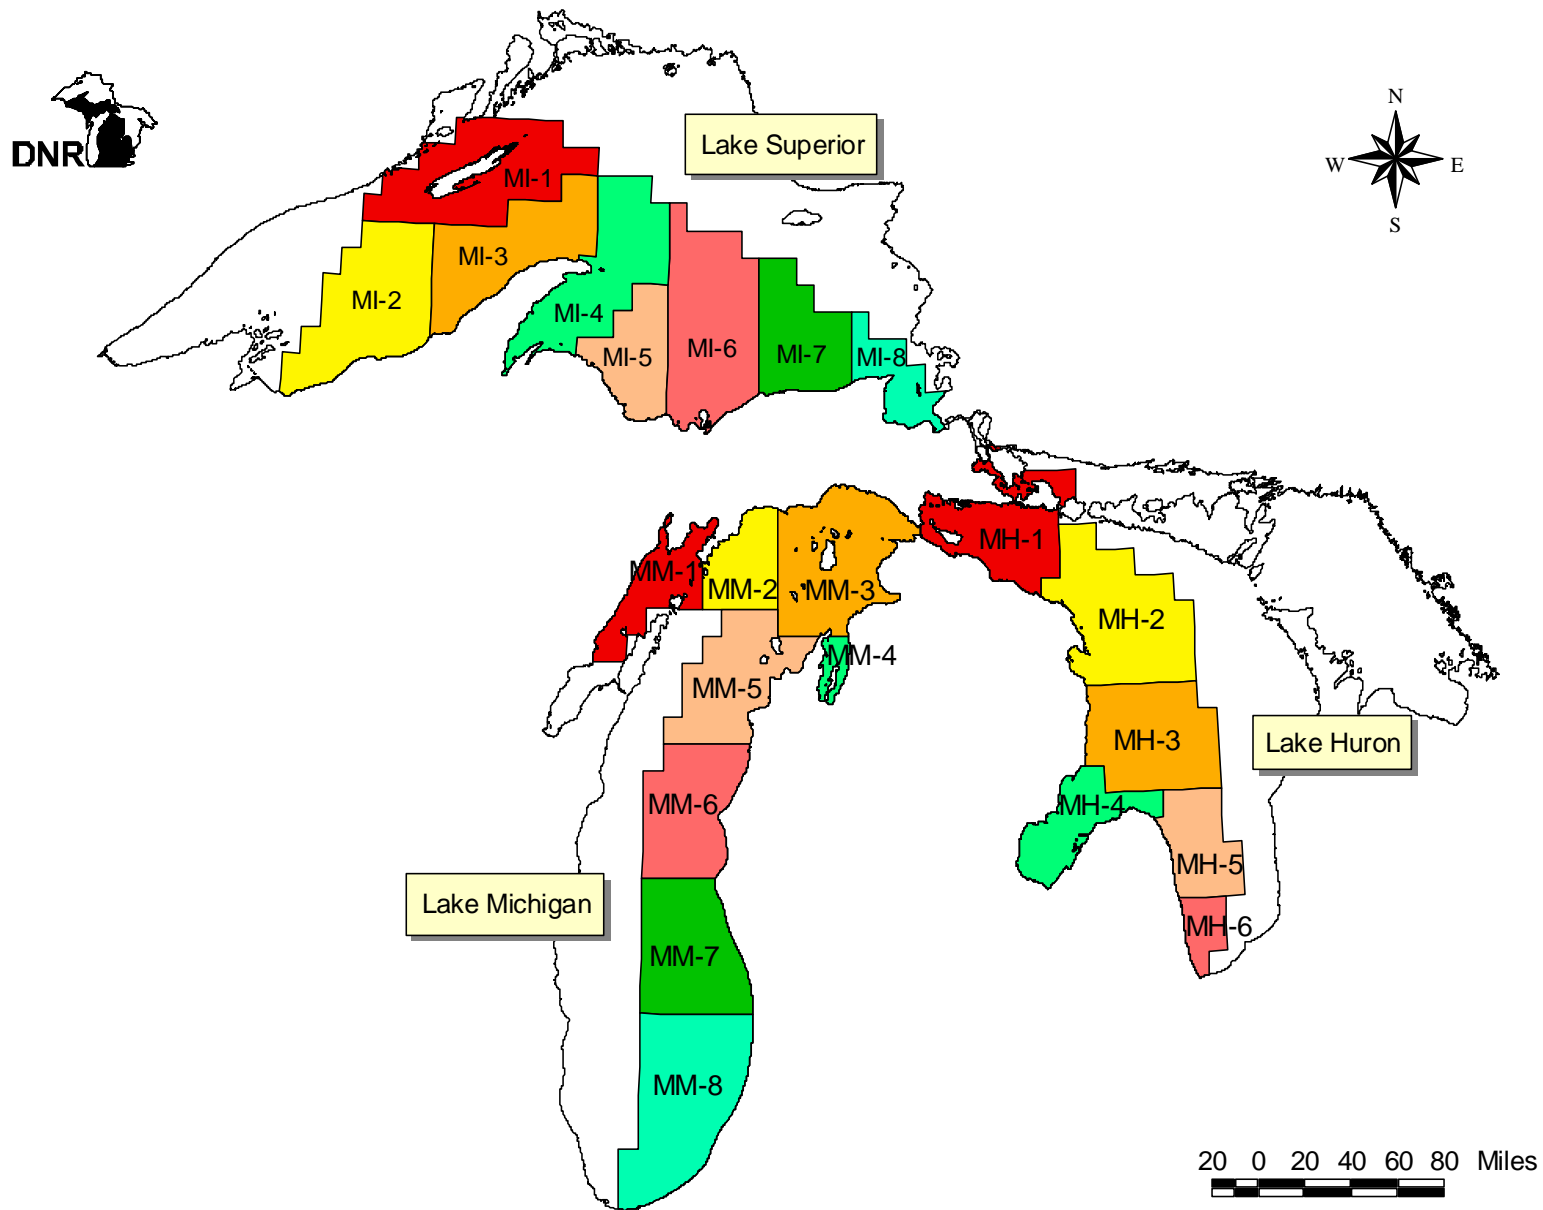 N
Lake Superior
DNR
W E
MI-1
S
MI-3
MI-2
MI-4
MI-6
MI-7
MI-8
MI-5
MH-1
MM-1
MM-2
MM-3
MH-2
MM-4
MM-5
MH-3
Lake Huron
MM-6
MH-4
MH-5
Lake Michigan
MH-6
MM-7
MM-8
20 0 20 40 60 80 Miles